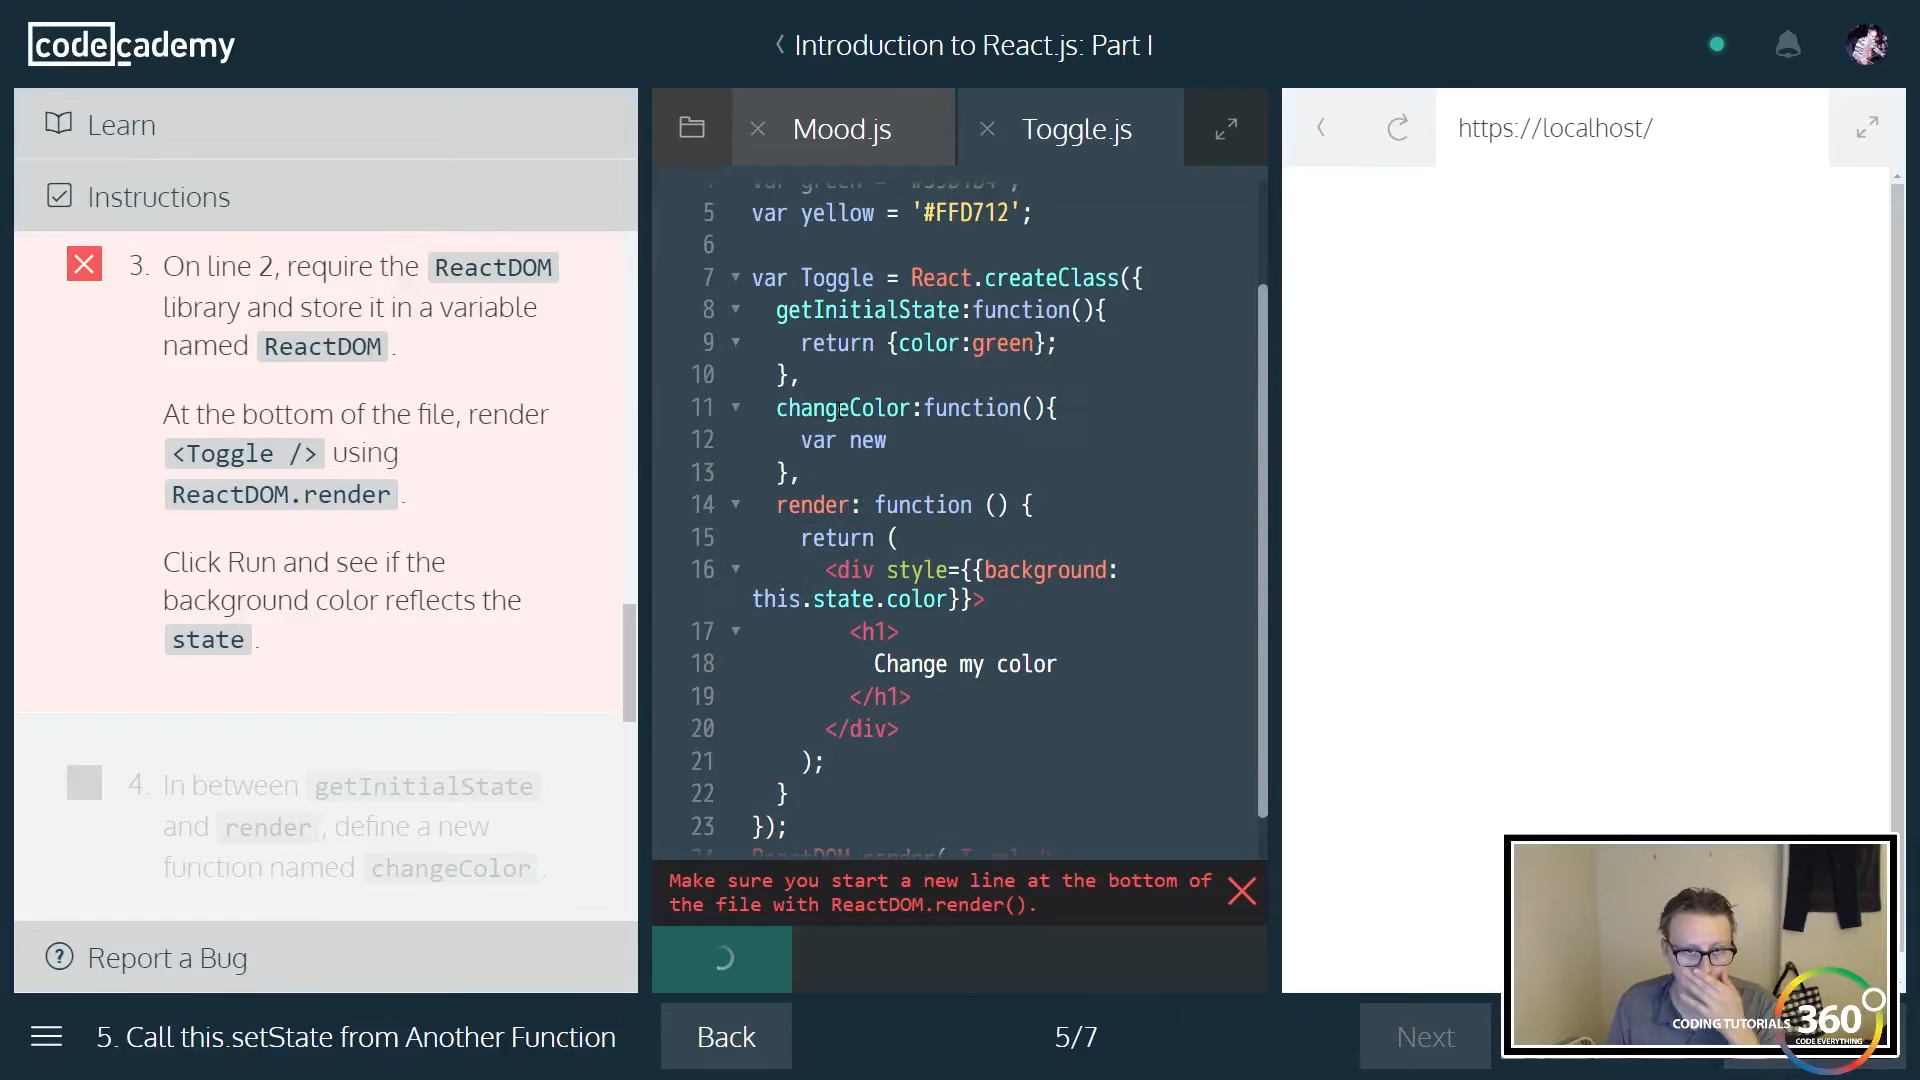 codecademy
Introduction to React.js: Part I
Learn
Instructions
3. On line 2, require the ReactDOM
library and store it in a variable
named ReactDOM.
At the bottom of the file, render
<Toggle /> using
ReactDOM.render.
Click Run and see if the
background color reflects the
state.
4. In between getInitialState
and render, define a new
function named changeColor.
Report a Bug
Mood.js
Toggle.js
5 var yellow = '#FFD712';
6
7 var Toggle = React.createClass({
8 getInitialState:function(){
9 return {color:green};
10 },
11 changeColor:function(){
12 var new
13 },
14 render: function () {
15 return (
16 <div style={{background:
this.state.color}}>
17 <h1>
18 Change my color
19 </h1>
20 </div>
21 );
22 }
23 });
Make sure you start a new line at the bottom of
the file with ReactDOM.render().
https://localhost/
5. Call this.setState from Another Function
Back
5/7
Next
CODING TUTORIALS 360
CODE EVERYTHING